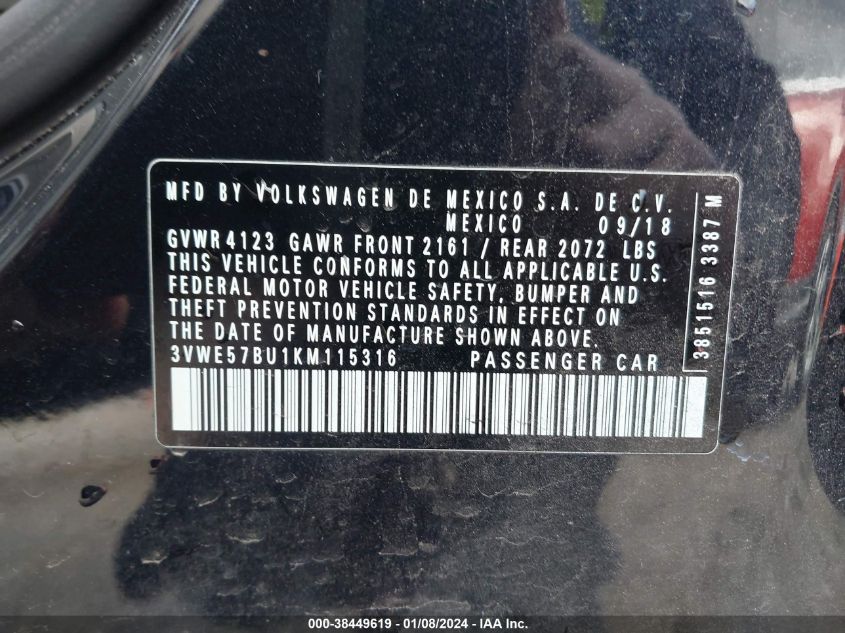 MFD BY VOLKSWAGEN DE MEXICO S.A. DE C.V.
MEXICO 09/18
GVWR 4123 GAWR FRONT 2161 / REAR 2072 LBS
THIS VEHICLE CONFORMS TO ALL APPLICABLE U.S.
FEDERAL MOTOR VEHICLE SAFETY, BUMPER AND
THEFT PREVENTION STANDARDS IN EFFECT ON
THE DATE OF MANUFACTURE SHOWN ABOVE.
3VWE57BU1KM115316 PASSENGER CAR
3851516 3387 M
000-38449619 - 01/08/2024 - IAA Inc.